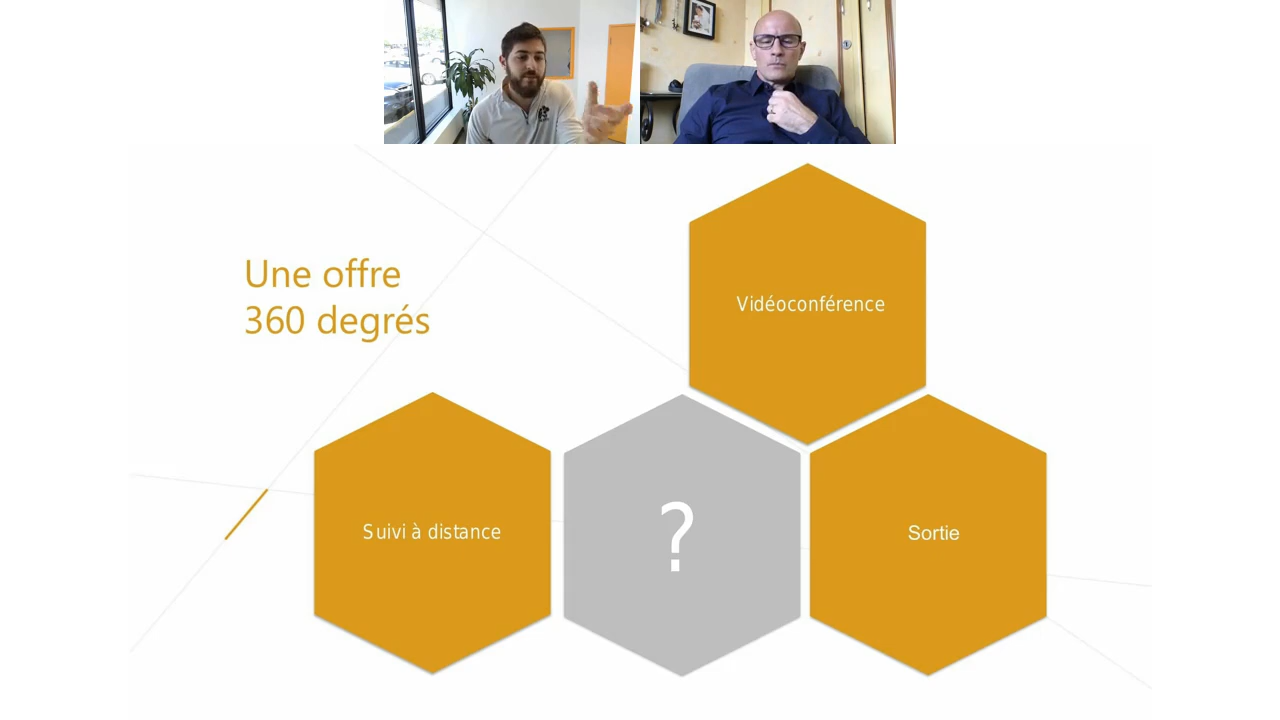 Une offre
360 degrés
Vidéoconférence
Suivi à distance
?
Sortie